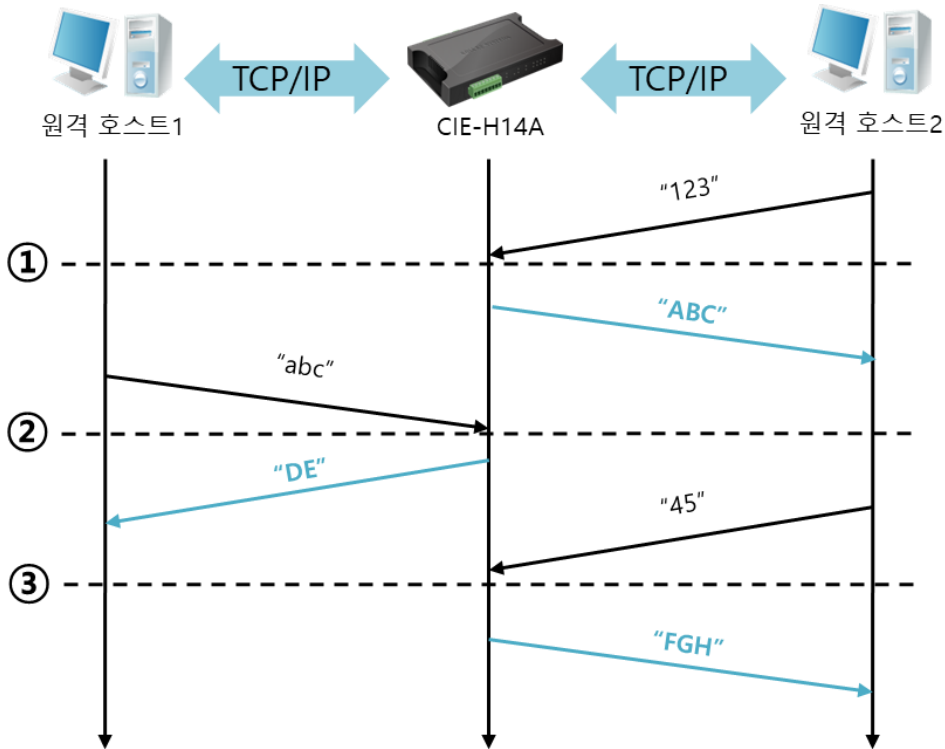 TCP/IP
TCP/IP
원격 호스트1
CIE-H14A
원격 호스트2
“123”
①
“ABC”
“abc”
②
“DE”
“45”
③
“FGH”